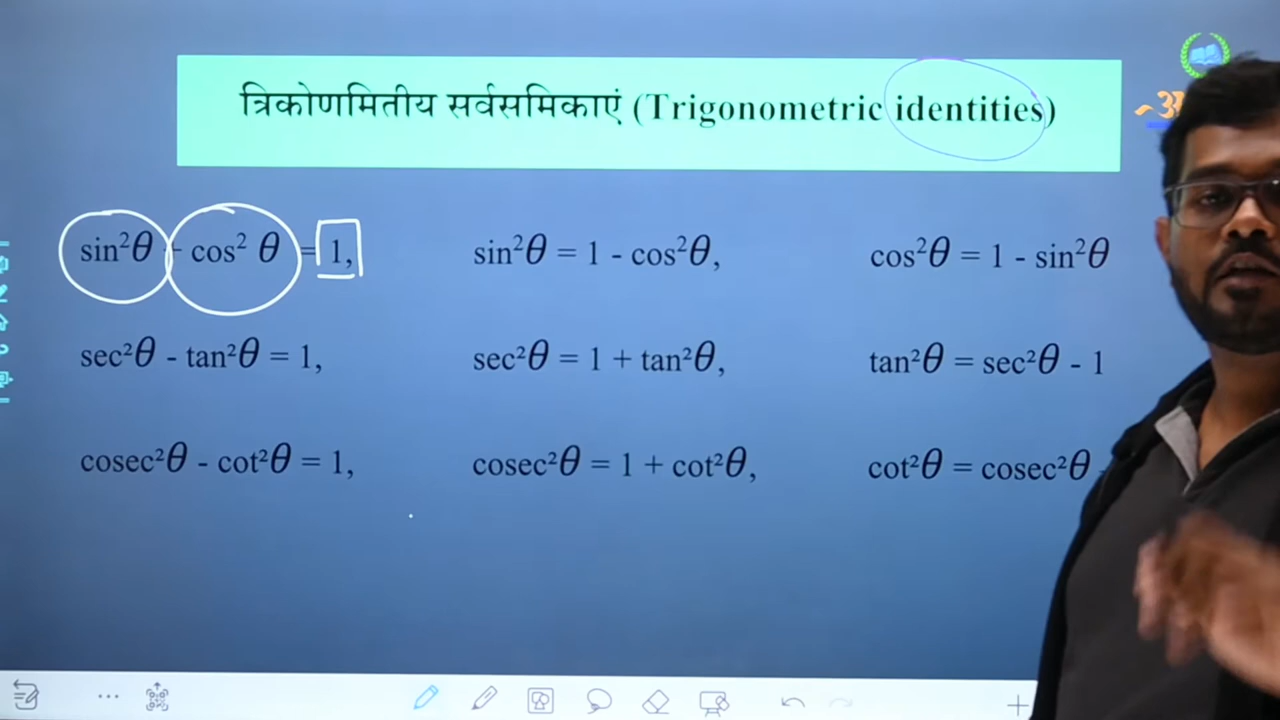 त्रिकोणमितीय सर्वसमिकाएं (Trigonometric identities)
sin²θ + cos² θ = 1, sin²θ = 1 - cos²θ, cos²θ = 1 - sin²θ
sec²θ - tan²θ = 1, sec²θ = 1 + tan²θ, tan²θ = sec²θ - 1
cosec²θ - cot²θ = 1, cosec²θ = 1 + cot²θ, cot²θ = cosec²θ -